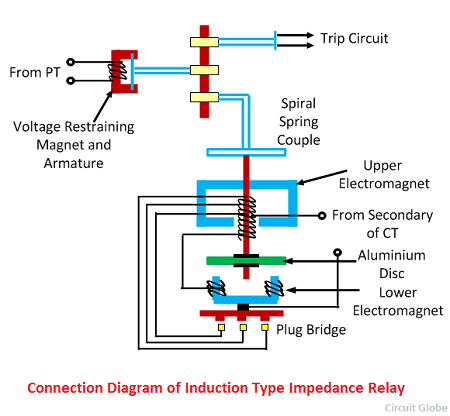 Trip Circuit
From PT
Voltage Restraining
Magnet and
Armature
Spiral
Spring
Couple
Upper
Electromagnet
From Secondary
of CT
Aluminium
Disc
Lower
Electromagnet
Plug Bridge
Connection Diagram of Induction Type Impedance Relay
Circuit Globe